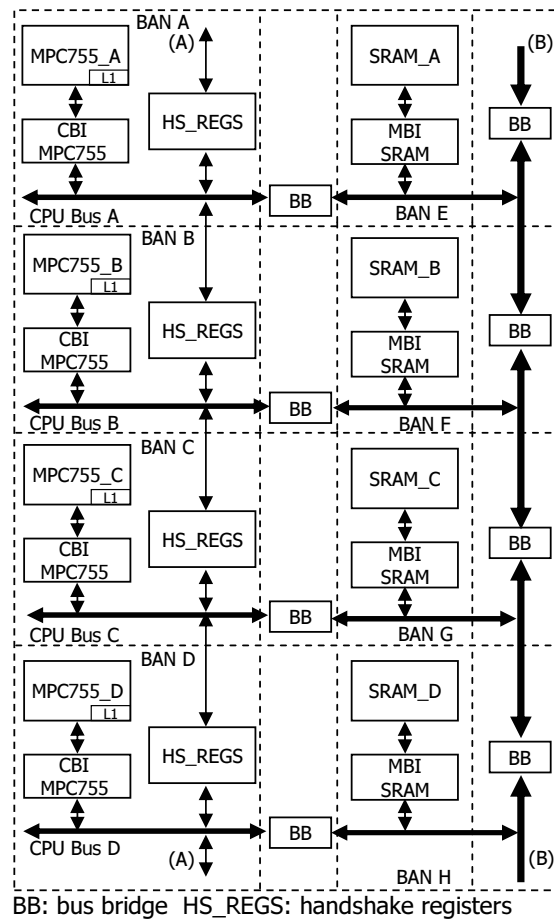 BAN A
MPC755_A
L1
(A)
SRAM_A
(B)
CBI
MPC755
HS_REGS
MBI
SRAM
BB
CPU Bus A
BB
BAN E
BAN B
MPC755_B
L1
SRAM_B
CBI
MPC755
HS_REGS
MBI
SRAM
BB
CPU Bus B
BB
BAN F
BAN C
MPC755_C
L1
SRAM_C
CBI
MPC755
HS_REGS
MBI
SRAM
BB
CPU Bus C
BB
BAN G
BAN D
MPC755_D
L1
SRAM_D
CBI
MPC755
HS_REGS
MBI
SRAM
BB
CPU Bus D
BB
(A)
BAN H
(B)
BB: bus bridge HS_REGS: handshake registers